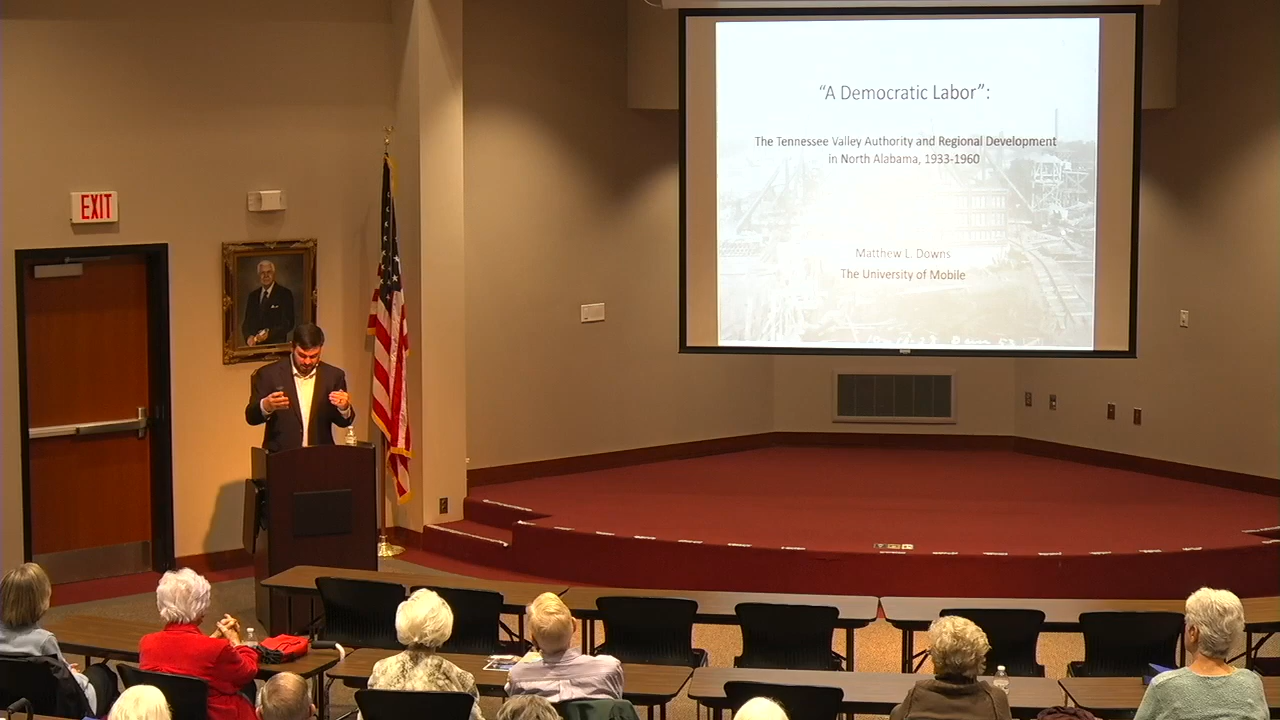 "A Democratic Labor":
The Tennessee Valley Authority and Regional Development
in North Alabama, 1933-1960
Matthew L. Downs
The University of Mobile
EXIT